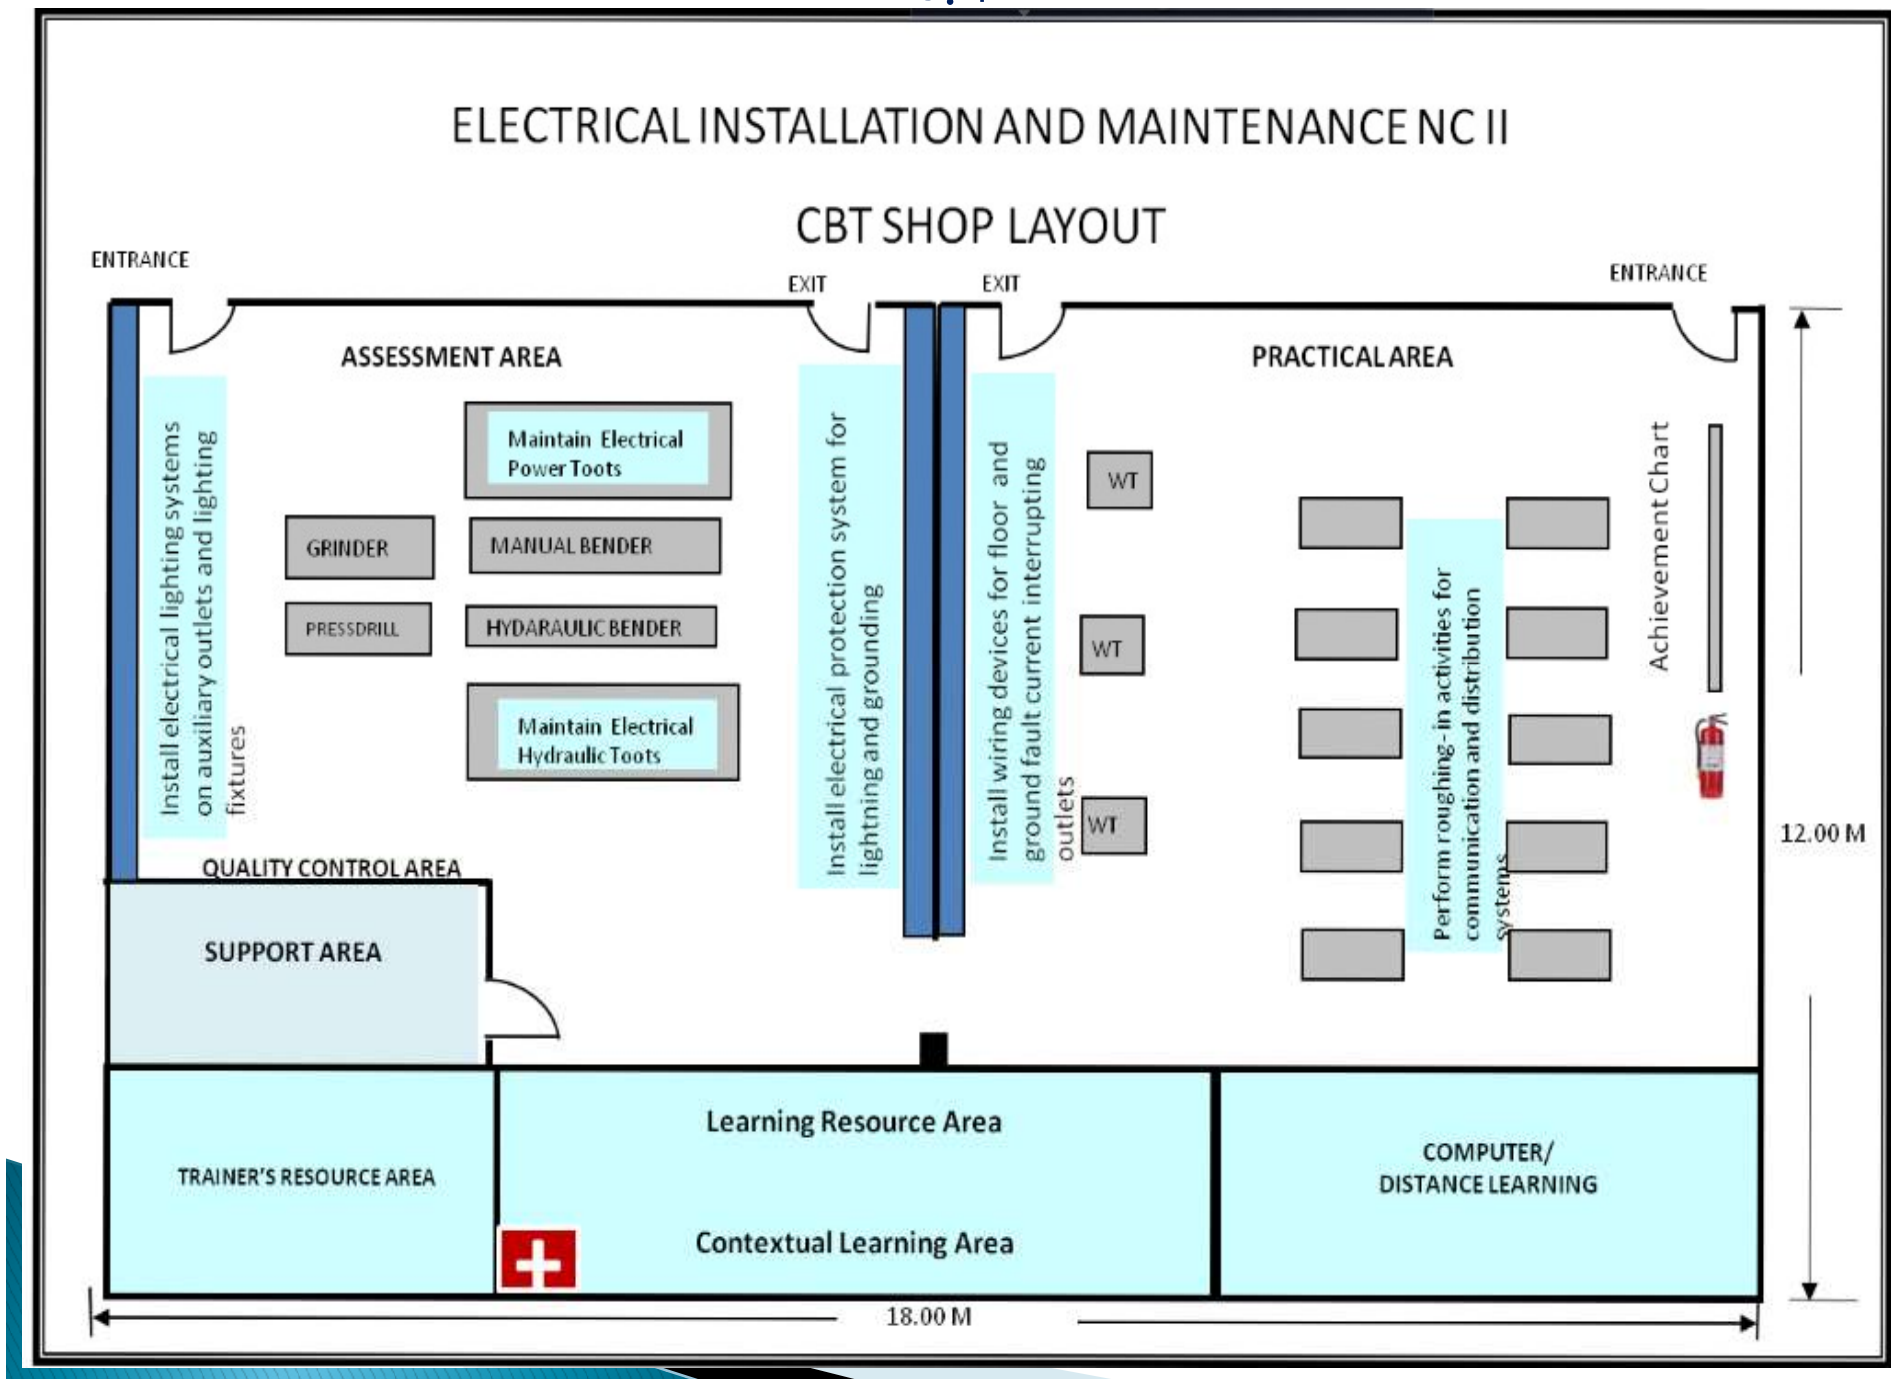 ELECTRICAL INSTALLATION AND MAINTENANCE NC II
CBT SHOP LAYOUT
ENTRANCE
EXIT
EXIT
ENTRANCE
ASSESSMENT AREA
PRACTICAL AREA
Install electrical lighting systems
on auxiliary outlets and lighting
fixtures
Maintain Electrical
Power Toots
GRINDER
MANUAL BENDER
PRESSDRILL
HYDARAULIC BENDER
Maintain Electrical
Hydraulic Toots
Install electrical protection system for
lightning and grounding
Install wiring devices for floor and
ground fault current interrupting
outlets
WT
WT
WT
Perform roughing-in activities for
communication and distribution
systems
Achievement Chart
12.00 M
QUALITY CONTROL AREA
SUPPORT AREA
TRAINER'S RESOURCE AREA
Learning Resource Area
Contextual Learning Area
COMPUTER/
DISTANCE LEARNING
18.00 M